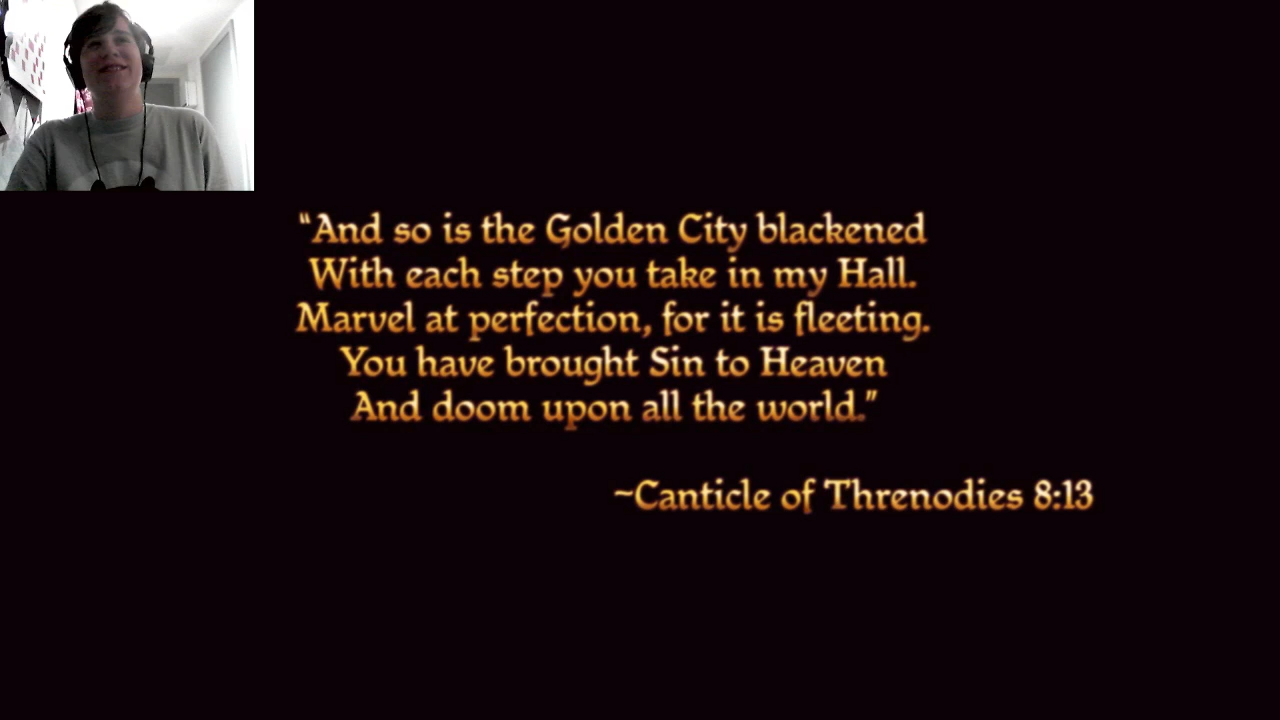 “And so is the Golden City blackened
With each step you take in my Hall.
Marvel at perfection, for it is fleeting.
You have brought Sin to Heaven
And doom upon all the world.”
~Canticle of Threnodies 8:13